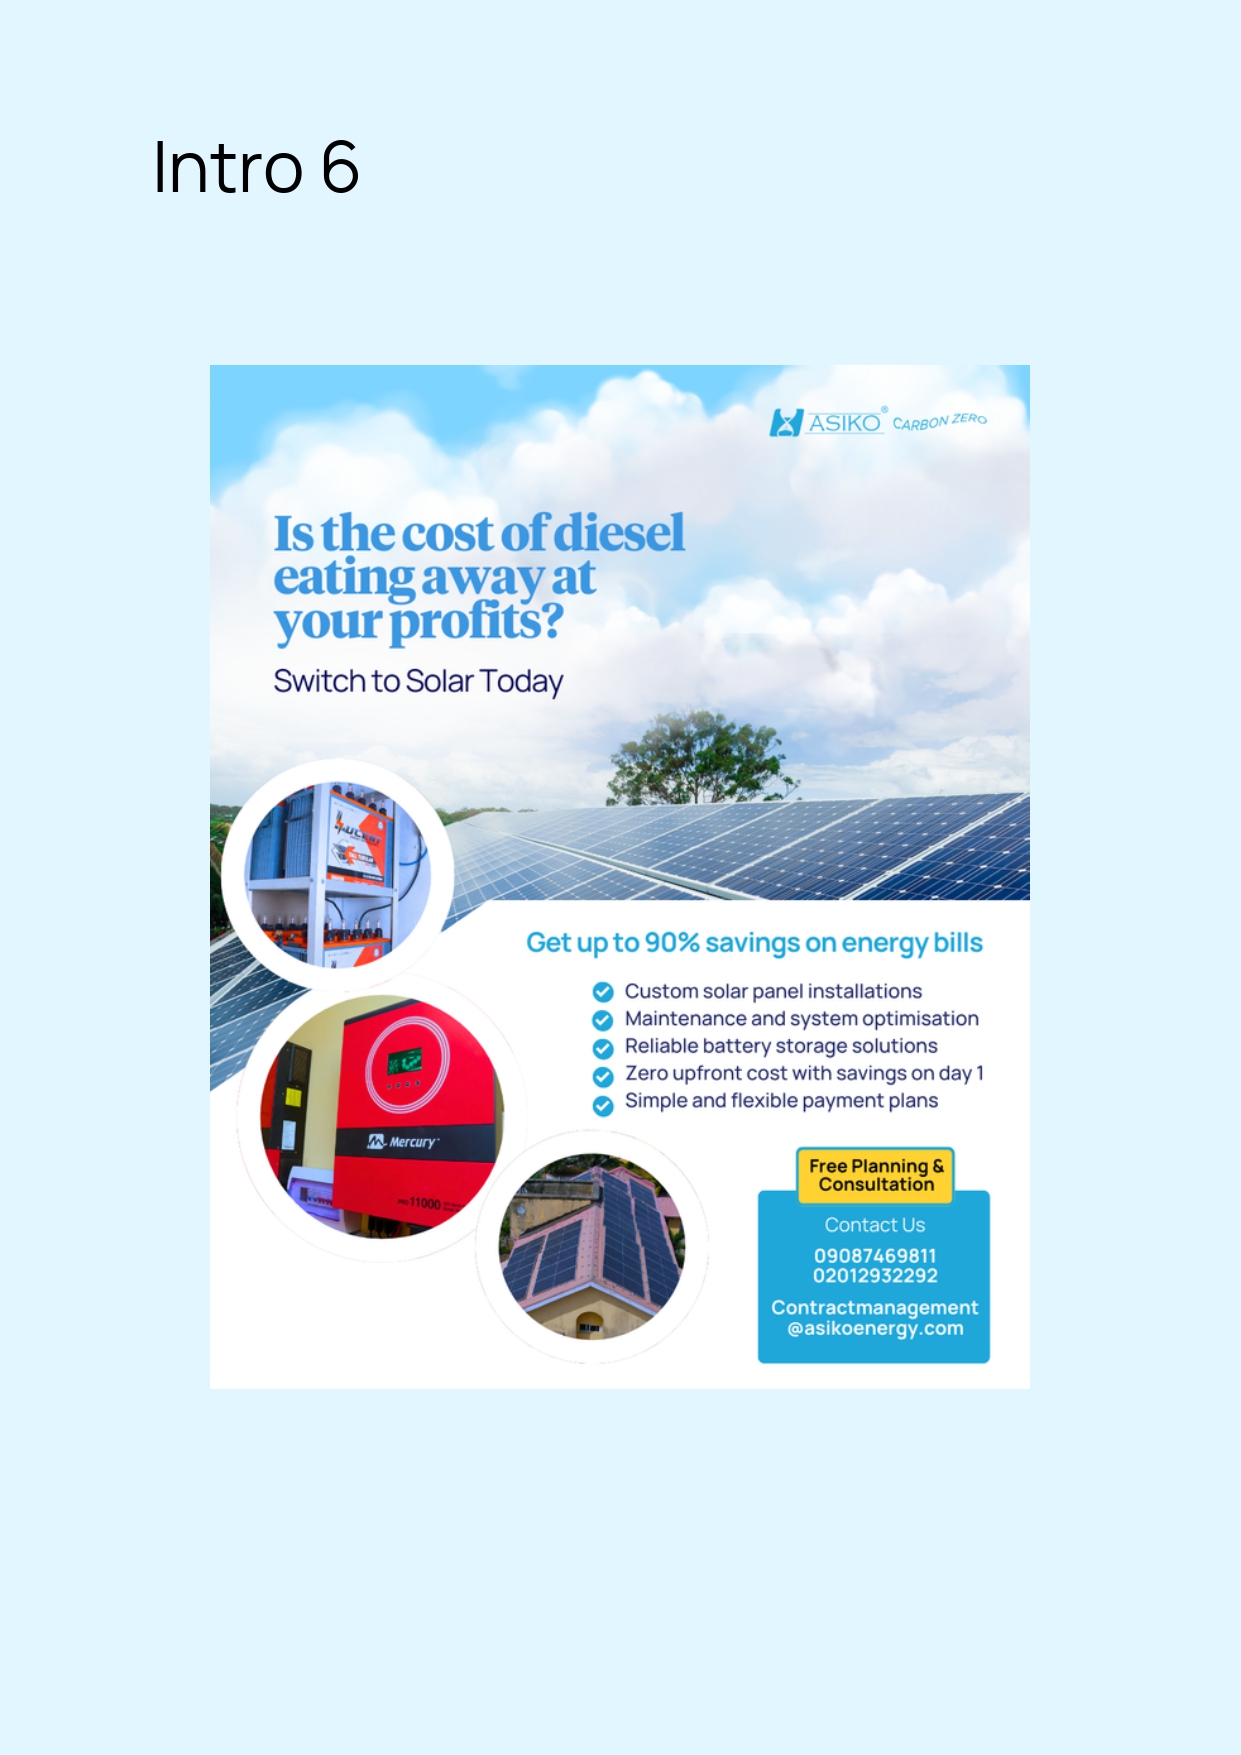 Intro 6
ASIKO® CARBON ZERO
Is the cost of diesel
eating away at
your profits?
Switch to Solar Today
Get up to 90% savings on energy bills
Custom solar panel installations
Maintenance and system optimisation
Reliable battery storage solutions
Zero upfront cost with savings on day 1
Simple and flexible payment plans
Mercury
PRO 11000
Free Planning &
Consultation
Contact Us
09087469811
02012932292
Contractmanagement
@asikoenergy.com